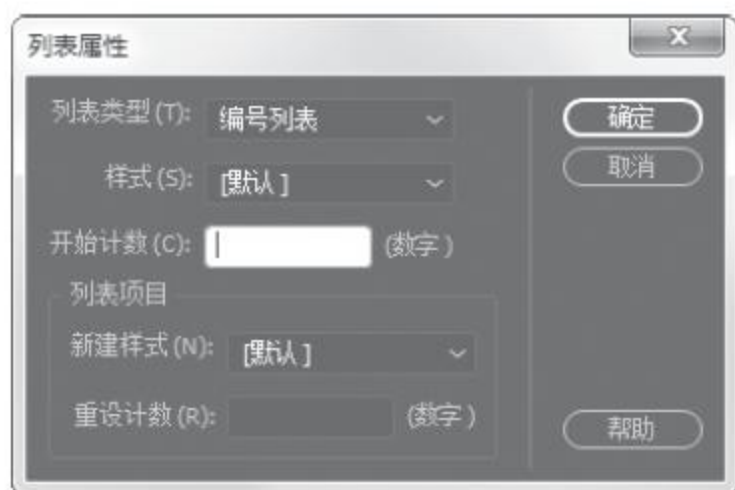 列表属性
列表类型(T): 编号列表 确定
样式(S): [默认] 取消
开始计数(C): (数字)
列表项目
新建样式(N): [默认]
重设计数(R): (数字) 帮助